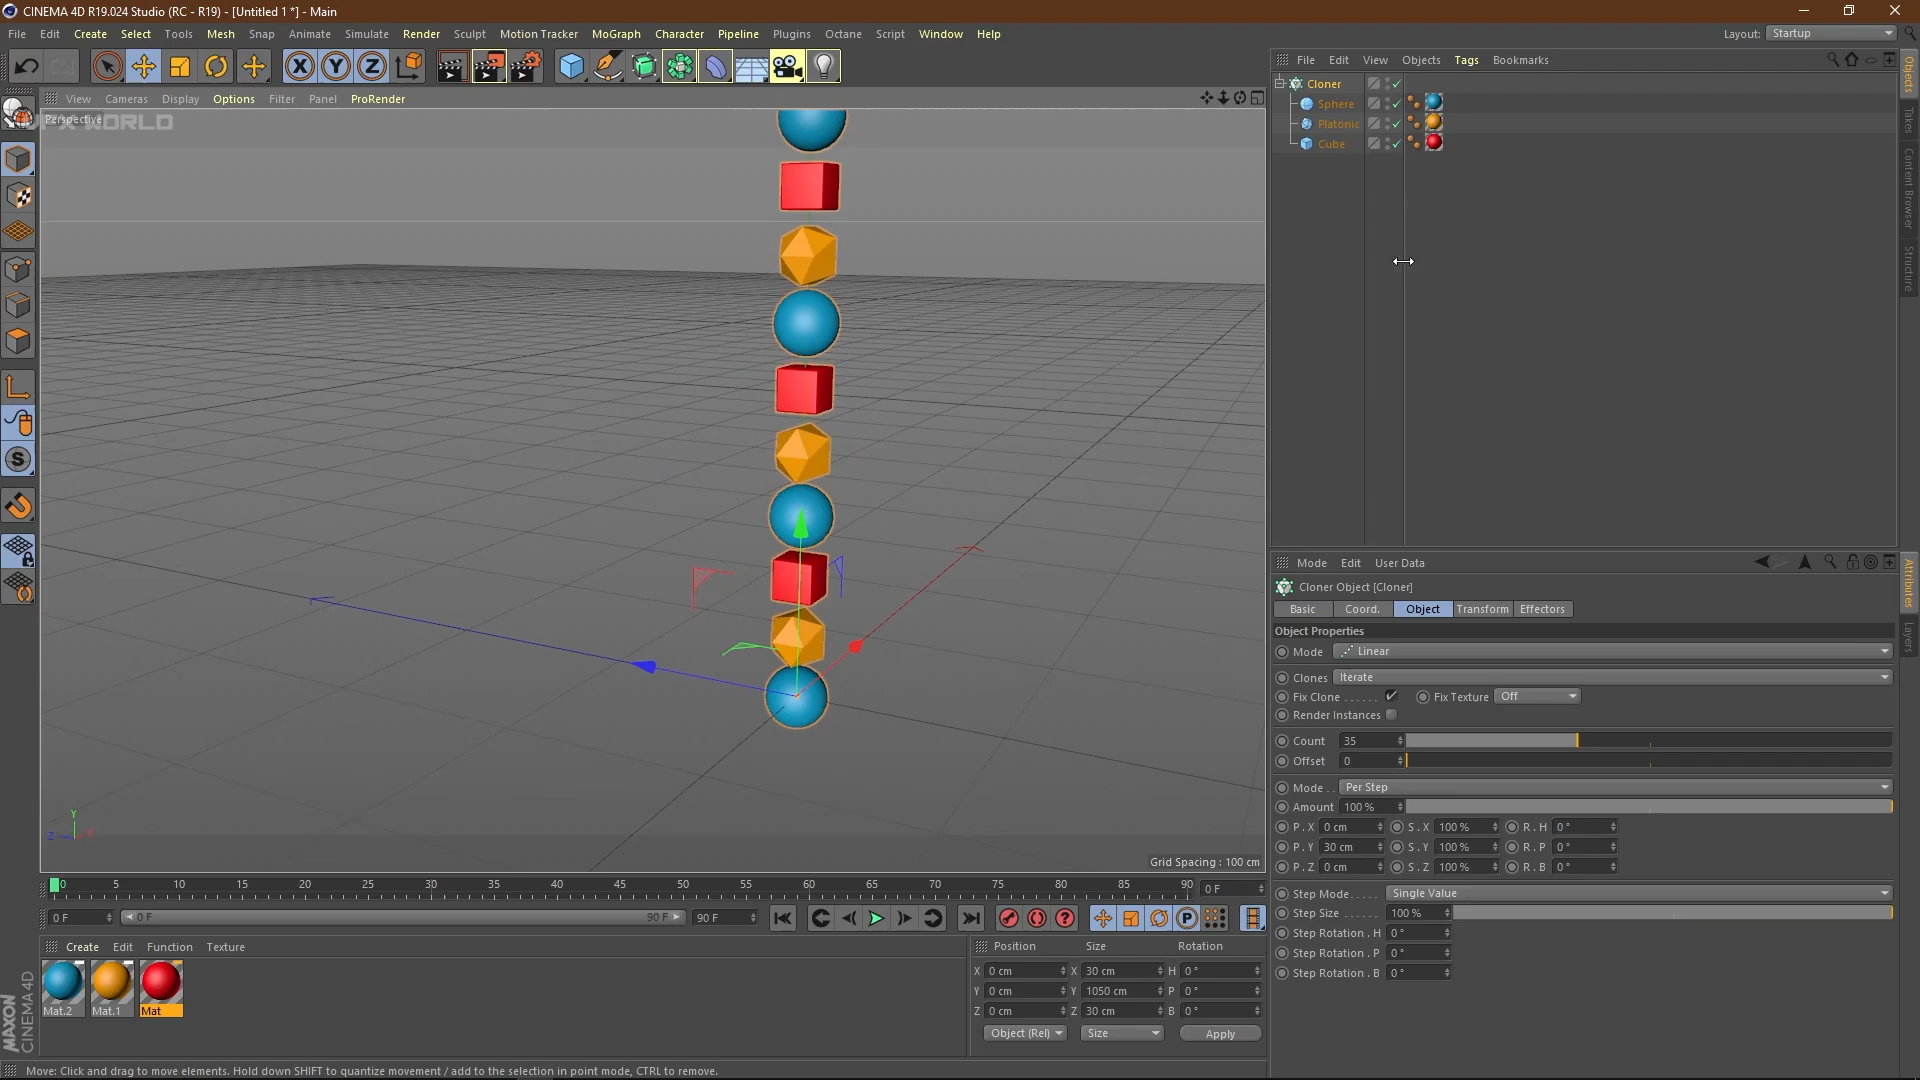 CINEMA 4D R19.024 Studio (RC - R19) - [Untitled 1 *] - Main
File Edit Create Select Tools Mesh Snap Animate Simulate Render Sculpt Motion Tracker MoGraph Character Pipeline Plugins Octane Script Window Help
Layout: Startup
X Y Z
File Edit View Objects Tags Bookmarks
View Cameras Display Options Filter Panel ProRender
Perspective
FX WORLD
Cloner
Sphere
Platonic
Cube
Objects
Takes
Content Browser
Structure
Grid Spacing : 100 cm
Y
Z
Mode Edit User Data
Cloner Object [Cloner]
Basic Coord. Object Transform Effectors
Object Properties
Mode Linear
Clones Iterate
Fix Clone ...... Fix Texture Off
Render Instances
Count 35
Offset 0
Mode . . Per Step
Amount 100 %
P . X 0 cm S . X 100 % R . H 0 °
P . Y 30 cm S . Y 100 % R . P 0 °
P . Z 0 cm S . Z 100 % R . B 0 °
Step Mode..... Single Value
Step Size ...... 100 %
Step Rotation . H 0 °
Step Rotation . P 0 °
Step Rotation . B 0 °
Attributes
Layers
0 5 10 15 20 25 30 35 40 45 50 55 60 65 70 75 80 85 90 0 F
0 F 0 F 90 F 90 F
Create Edit Function Texture
Mat.2 Mat.1 Mat
Position Size Rotation
X 0 cm X 30 cm H 0 °
Y 0 cm Y 1050 cm P 0 °
Z 0 cm Z 30 cm B 0 °
Object (Rel) Size Apply
MAXON
CINEMA 4D
Move: Click and drag to move elements. Hold down SHIFT to quantize movement / add to the selection in point mode, CTRL to remove.